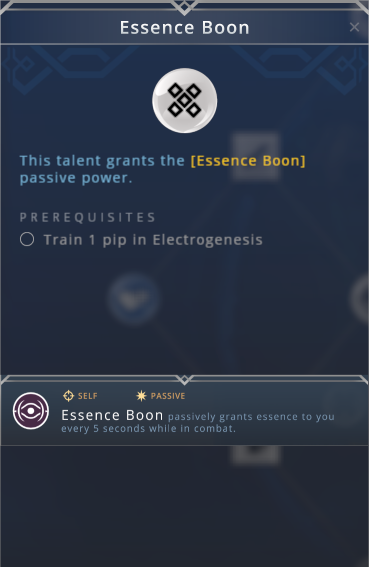 Essence Boon
This talent grants the [Essence Boon]
passive power.
PREREQUISITES
Train 1 pip in Electrogenesis
SELF PASSIVE
Essence Boon passively grants essence to you
every 5 seconds while in combat.